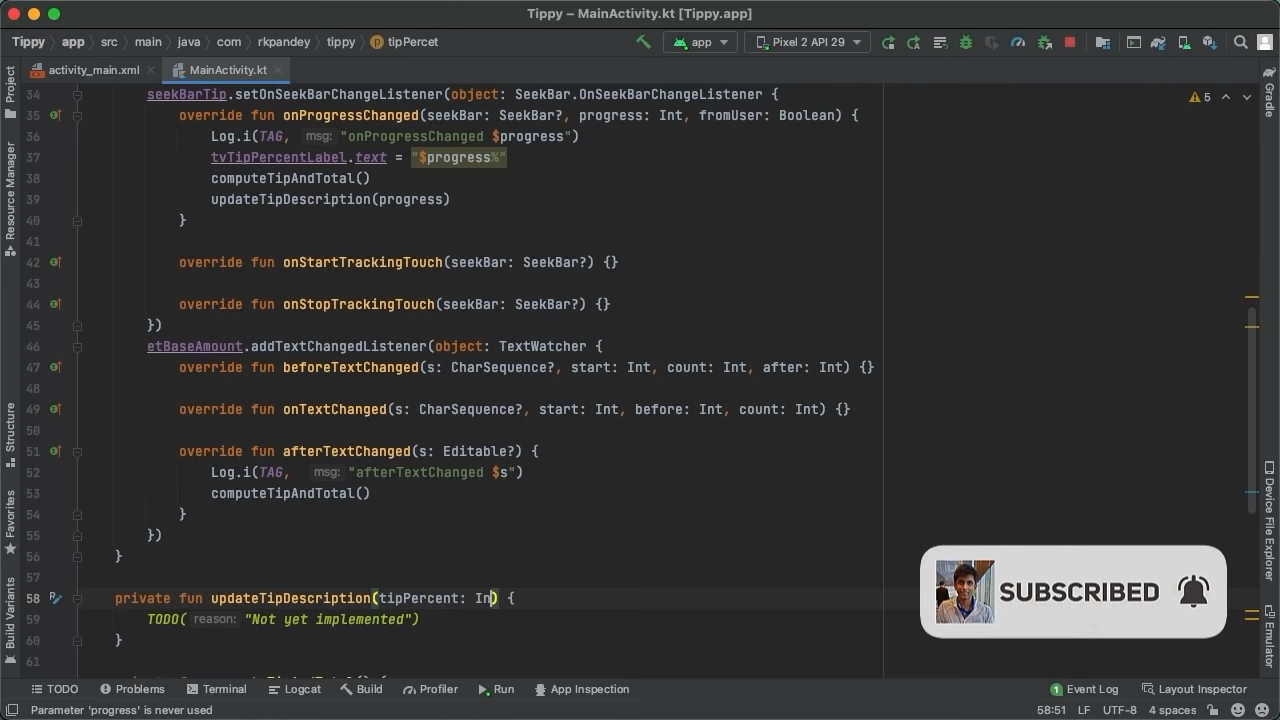 Tippy – MainActivity.kt [Tippy.app]
Tippy app src main java com rkpandey tippy tipPercet app Pixel 2 API 29
activity_main.xml MainActivity.kt
Project
Resource Manager
Structure
Favorites
Build Variants
5
34 seekBarTip.setOnSeekBarChangeListener(object: SeekBar.OnSeekBarChangeListener {
35 override fun onProgressChanged(seekBar: SeekBar?, progress: Int, fromUser: Boolean) {
36 Log.i(TAG, msg: "onProgressChanged $progress")
37 tvTipPercentLabel.text = "$progress%"
38 computeTipAndTotal()
39 updateTipDescription(progress)
40 }
41
42 override fun onStartTrackingTouch(seekBar: SeekBar?) {}
43
44 override fun onStopTrackingTouch(seekBar: SeekBar?) {}
45 })
46 etBaseAmount.addTextChangedListener(object: TextWatcher {
47 override fun beforeTextChanged(s: CharSequence?, start: Int, count: Int, after: Int) {}
48
49 override fun onTextChanged(s: CharSequence?, start: Int, before: Int, count: Int) {}
50
51 override fun afterTextChanged(s: Editable?) {
52 Log.i(TAG, msg: "afterTextChanged $s")
53 computeTipAndTotal()
54 }
55 })
56 }
57
58 private fun updateTipDescription(tipPercent: In) {
59 TODO( reason: "Not yet implemented")
60 }
61
SUBSCRIBED
Gradle
Device File Explorer
Emulator
TODO Problems Terminal Logcat Build Profiler Run App Inspection 1 Event Log Layout Inspector
Parameter 'progress' is never used 58:51 LF UTF-8 4 spaces